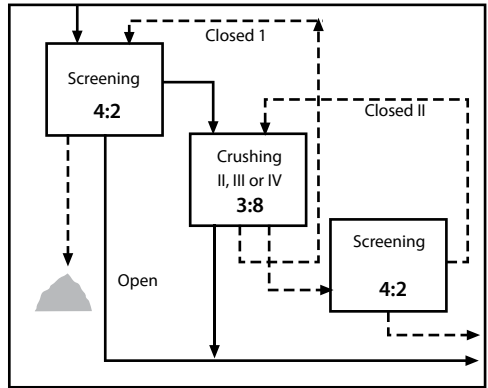 Closed 1
Screening
4:2
Closed II
Crushing
II, III or IV
3:8
Screening
4:2
Open